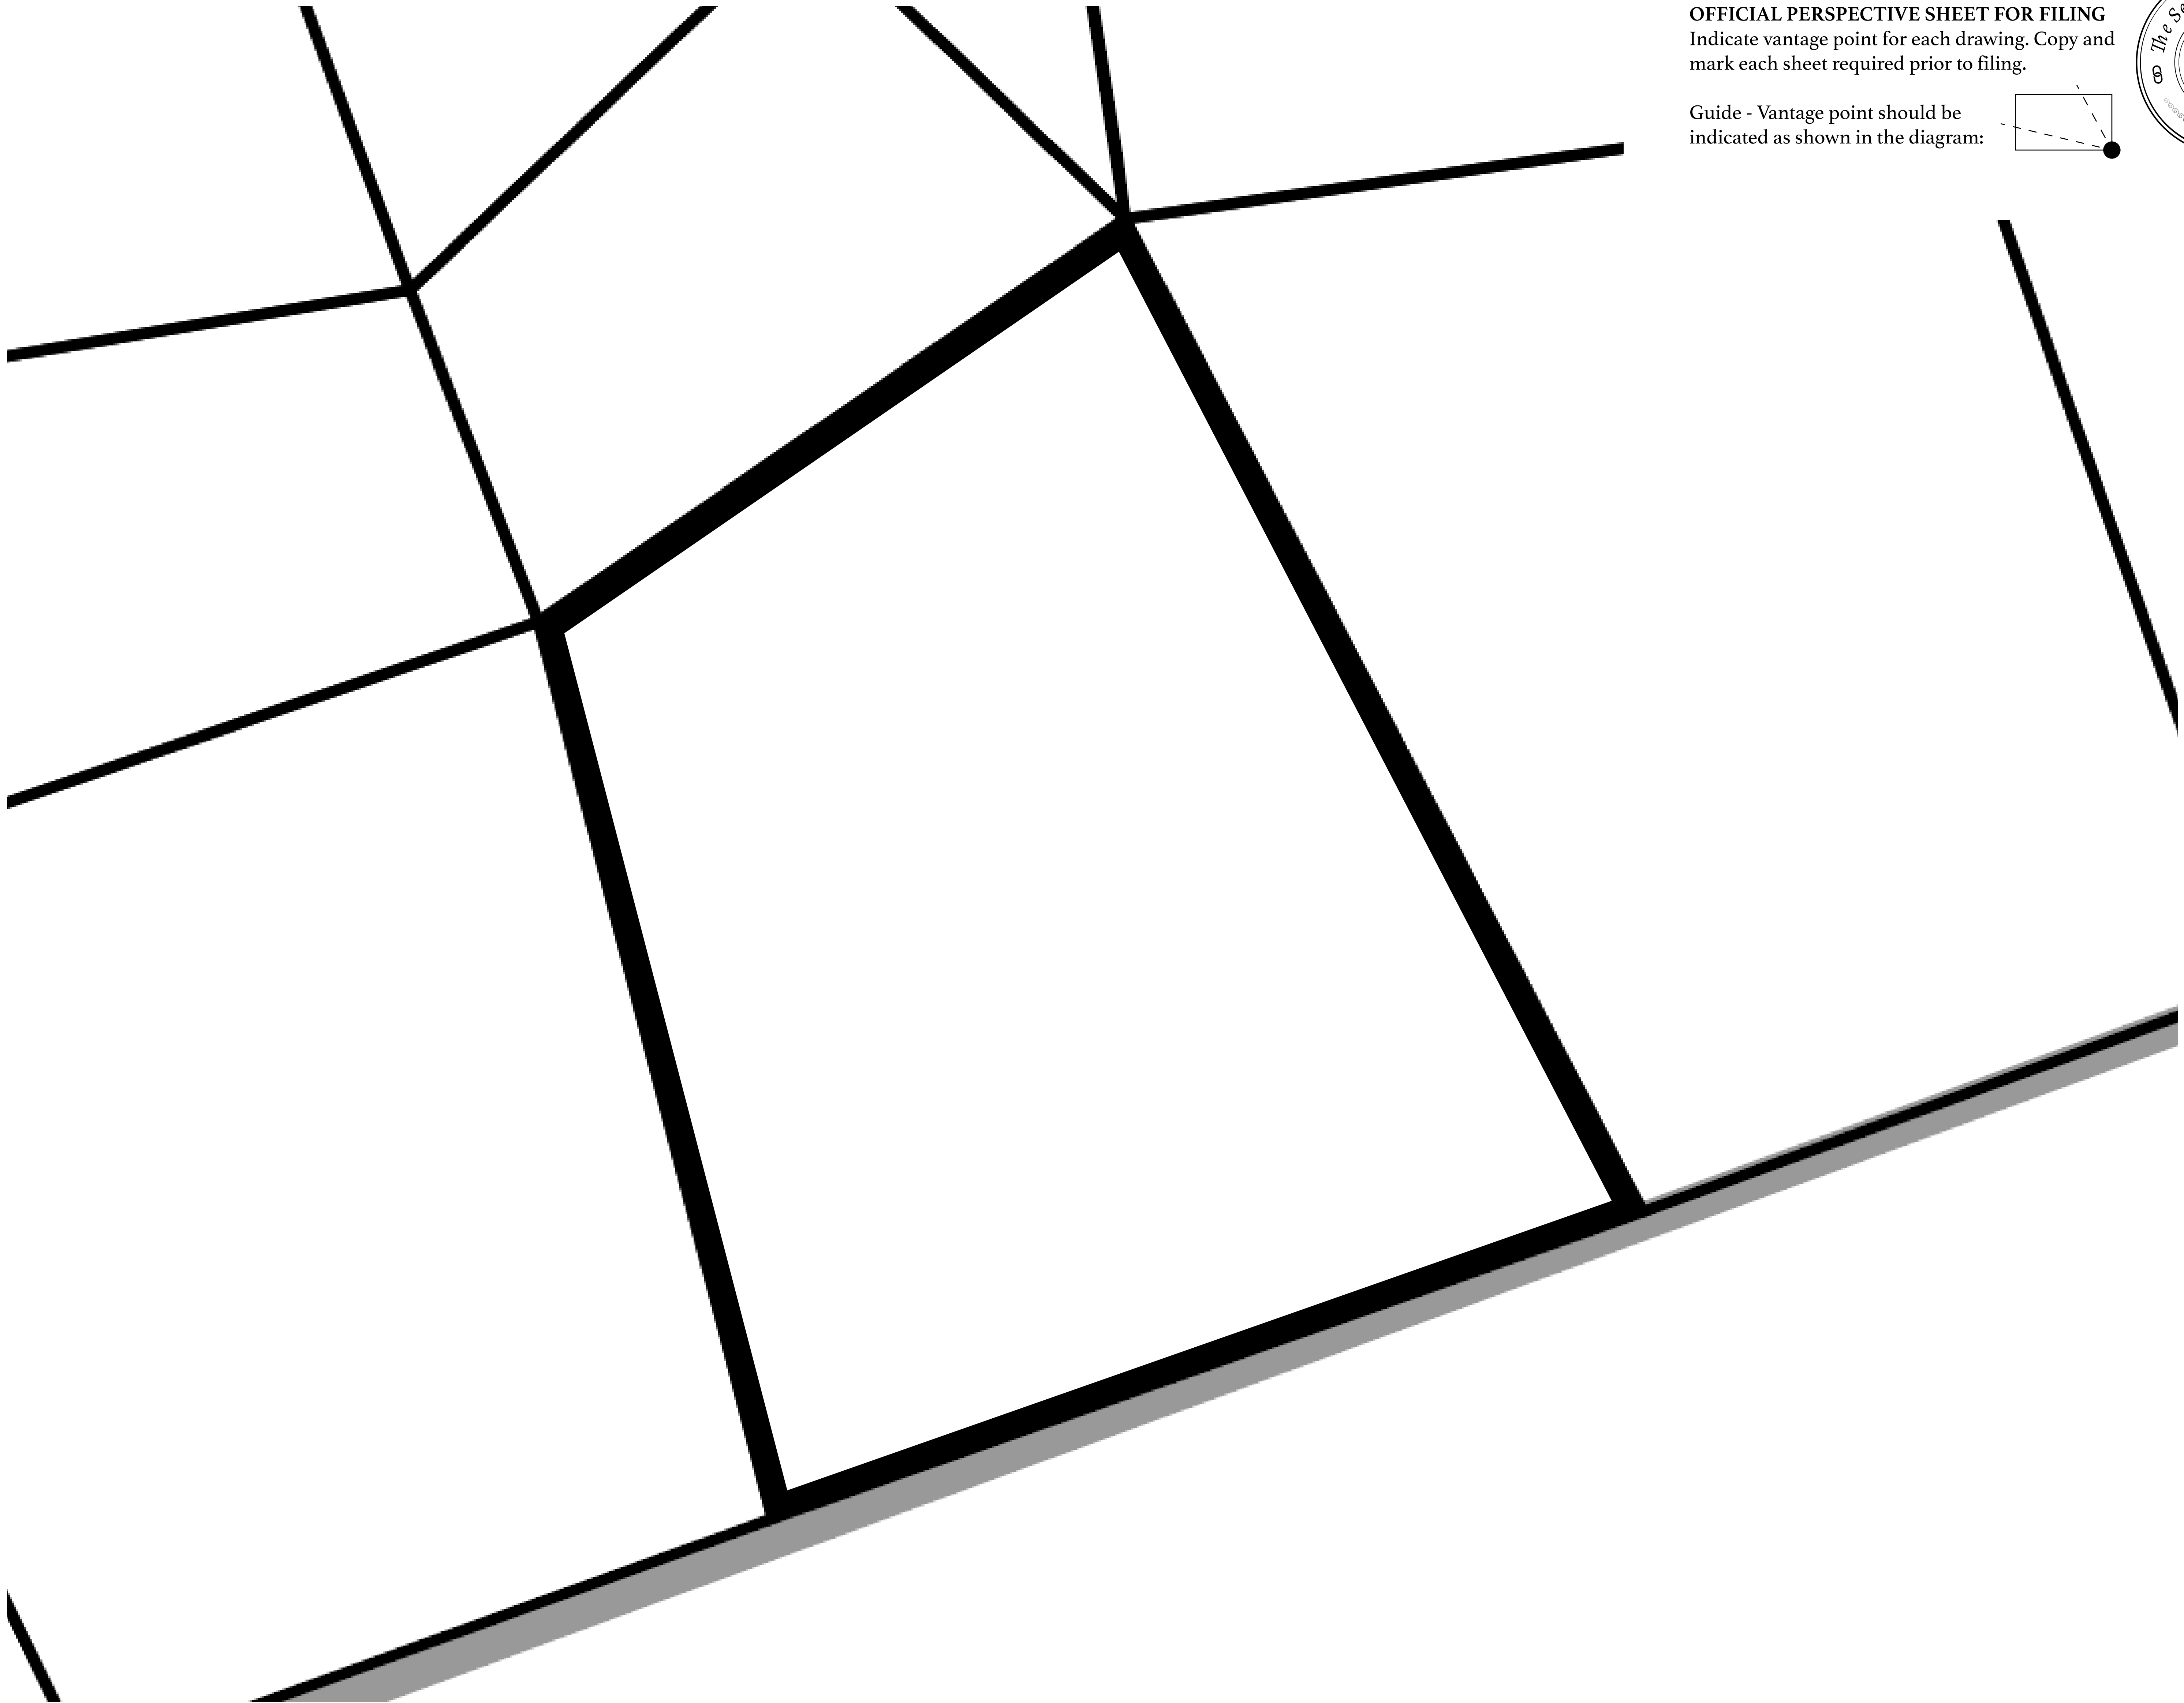 OFFICIAL PERSPECTIVE SHEET FOR FILING
Indicate vantage point for each drawing. Copy and
mark each sheet required prior to filing.
Guide - Vantage point should be
indicated as shown in the diagram:
The